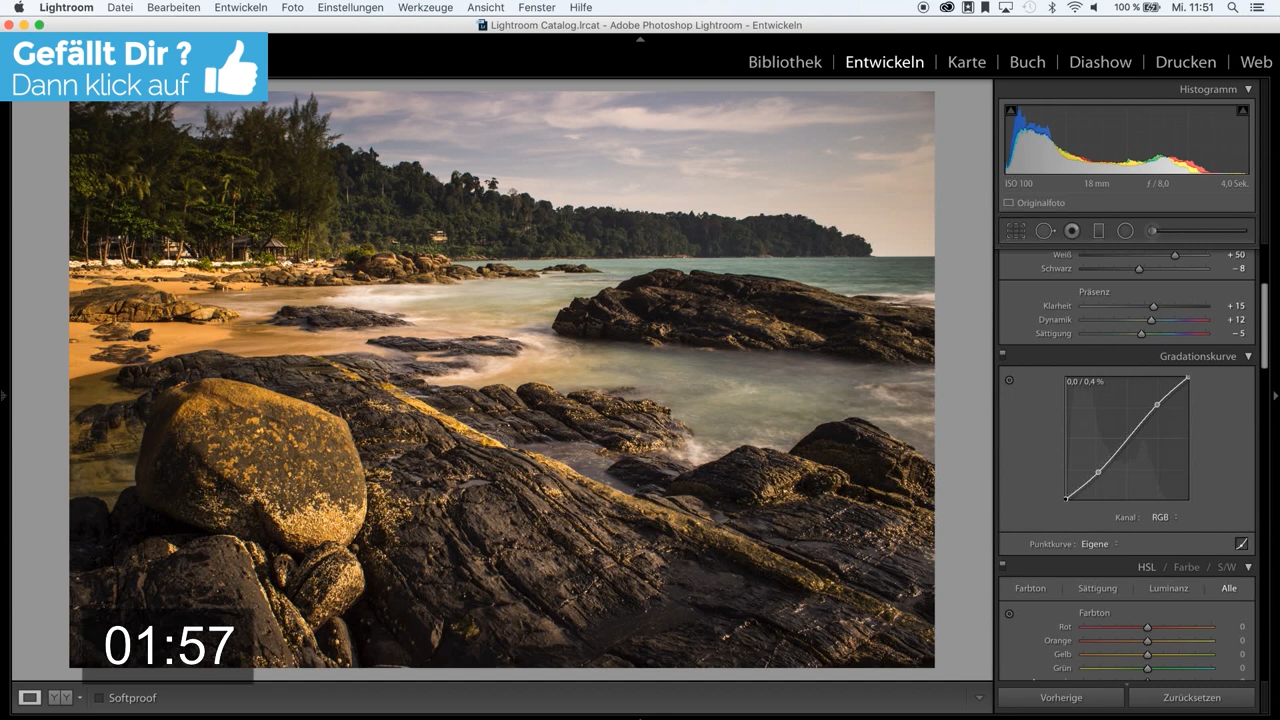 Lightroom Datei Bearbeiten Entwickeln Foto Einstellungen Werkzeuge Ansicht Fenster Hilfe 100 % Mi. 11:51
Lightroom Catalog.lrcat - Adobe Photoshop Lightroom - Entwickeln
Gefällt Dir ?
Dann klick auf
Bibliothek | Entwickeln | Karte | Buch | Diashow | Drucken | Web
Histogramm
ISO 100 18 mm ƒ / 8,0 4,0 Sek.
Originalfoto
Weiß + 50
Schwarz – 8
Präsenz
Klarheit + 15
Dynamik + 12
Sättigung – 5
Gradationskurve
0,0 / 0,4 %
Kanal : RGB
Punktkurve : Eigene
HSL / Farbe / S/W
Farbton Sättigung Luminanz Alle
Farbton
Rot 0
Orange 0
Gelb 0
Grün 0
01:57
YY Softproof
Vorherige Zurücksetzen